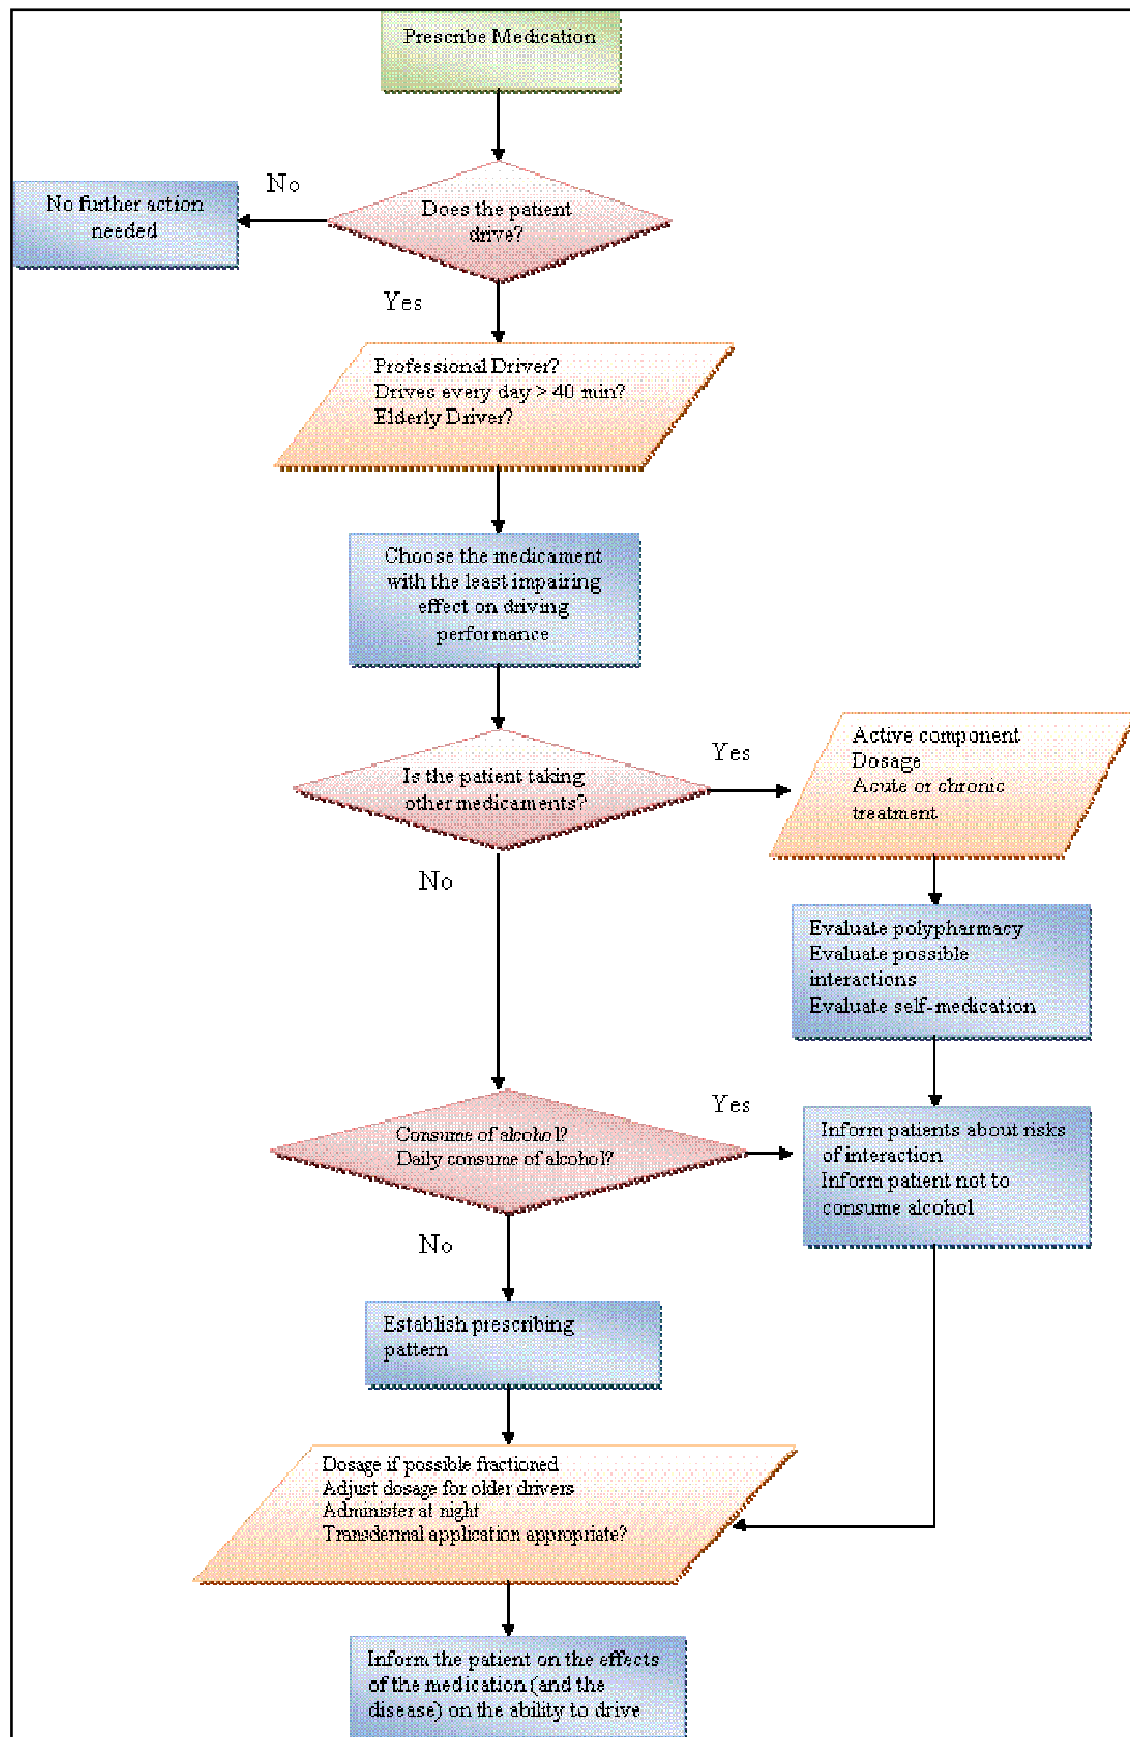 Prescribe Medication
No
No further action
needed
Does the patient
drive?
Yes
Professional Driver?
Drives every day > 40 min?
Elderly Driver?
Choose the medicament
with the least impairing
effect on driving
performance
Is the patient taking
other medicaments?
Yes
Active component
Dosage
Acute or chronic
treatment
No
Evaluate polypharmacy
Evaluate possible
interactions
Evaluate self-medication
Consume of alcohol?
Daily consume of alcohol?
Yes
Inform patients about risks
of interaction
Inform patient not to
consume alcohol
No
Establish prescribing
pattern
Dosage if possible fractioned
Adjust dosage for older drivers
Administer at night
Transdermal application appropriate?
Inform the patient on the effects
of the medication (and the
disease) on the ability to drive